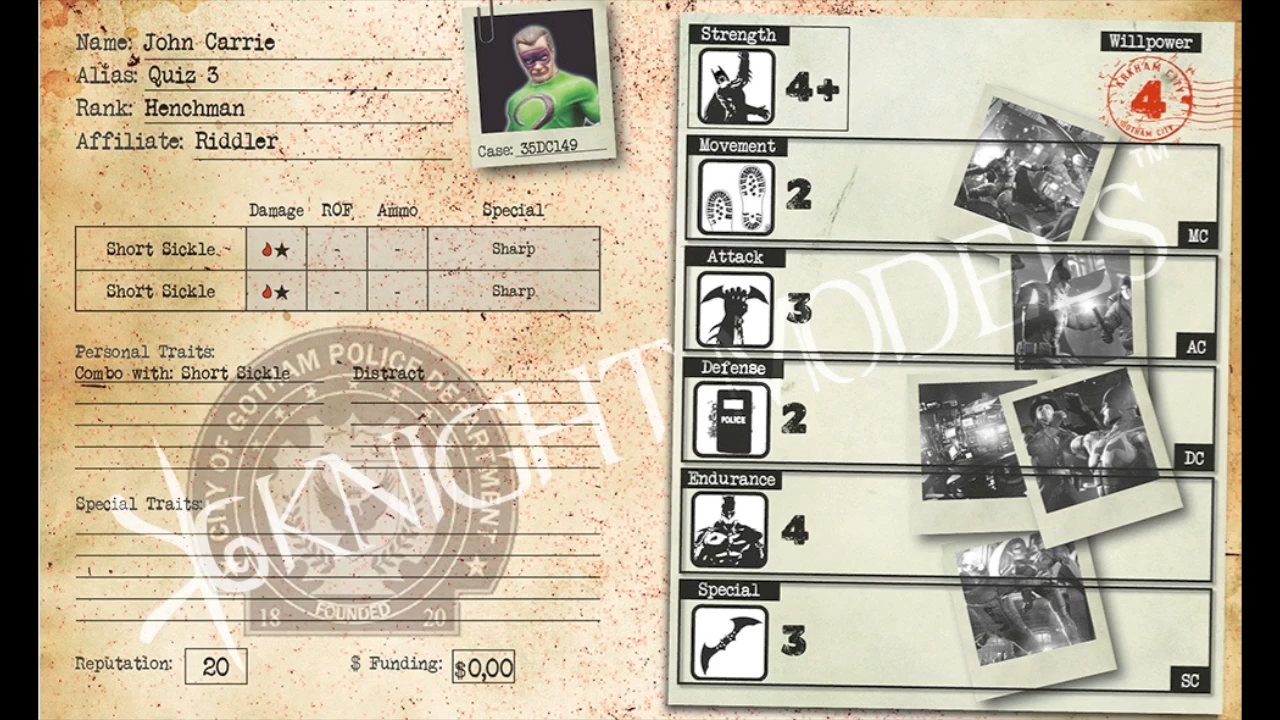 Name: John Carrie
Alias: Quiz 3
Rank: Henchman
Affiliate: Riddler
Case: 35DC149
Damage ROF Ammo Special
Short Sickle - - Sharp
Short Sickle - - Sharp
Personal Traits:
Combo with: Short Sickle Distract
Special Traits:
CITY OF GOTHAM POLICE DEPARTMENT
18 FOUNDED 20
Reputation: 20 $ Funding: $0,00
Strength
4+
Willpower
ARKHAM CITY
4
GOTHAM CITY
Movement
2
MC
Attack
3
AC
Defense
POLICE
2
DC
Endurance
4
Special
3
SC
KNIGHT MODELS™